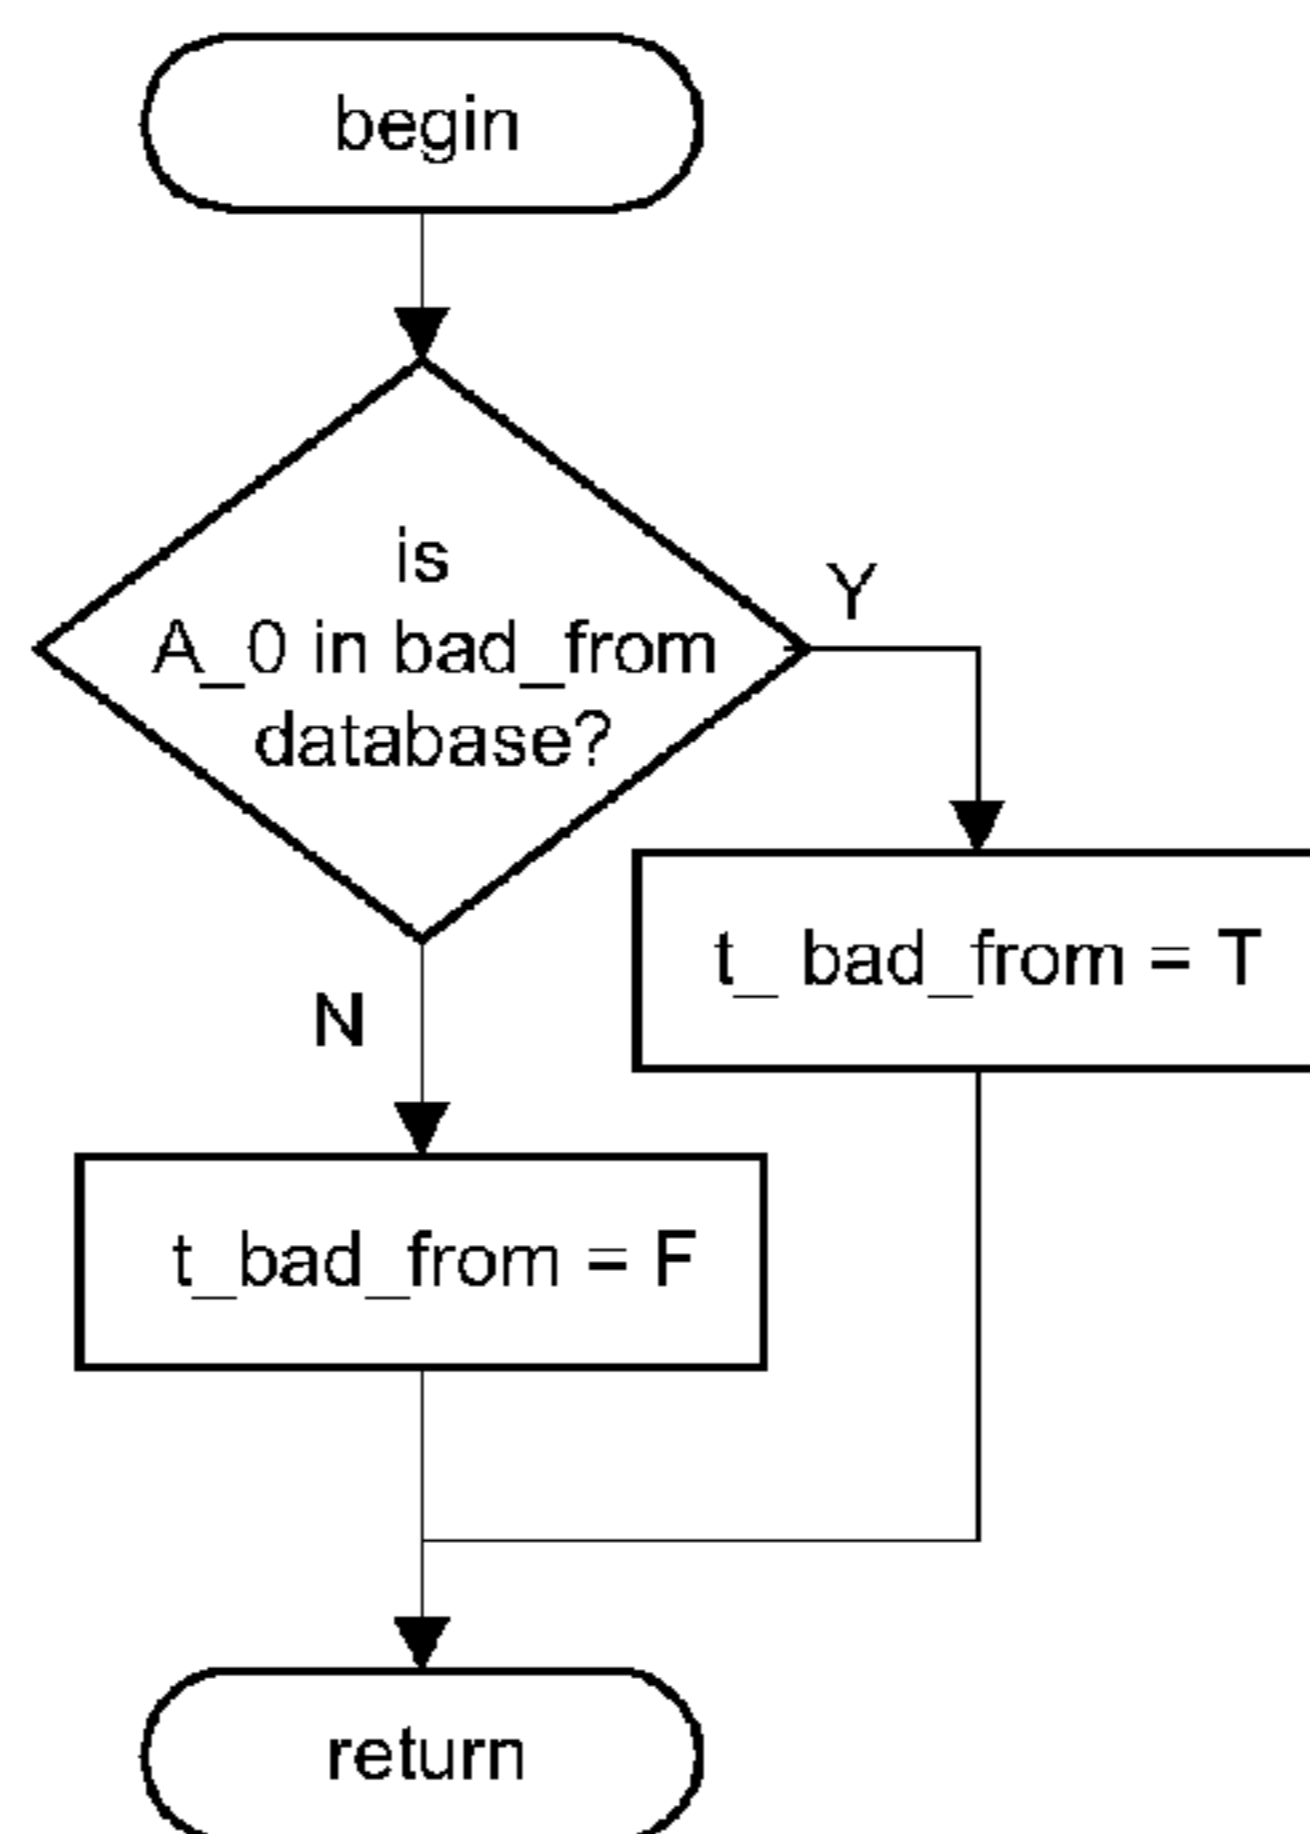 begin
is
A_0 in bad_from
database?
Y
t_ bad_from = T
N
t_bad_from = F
return